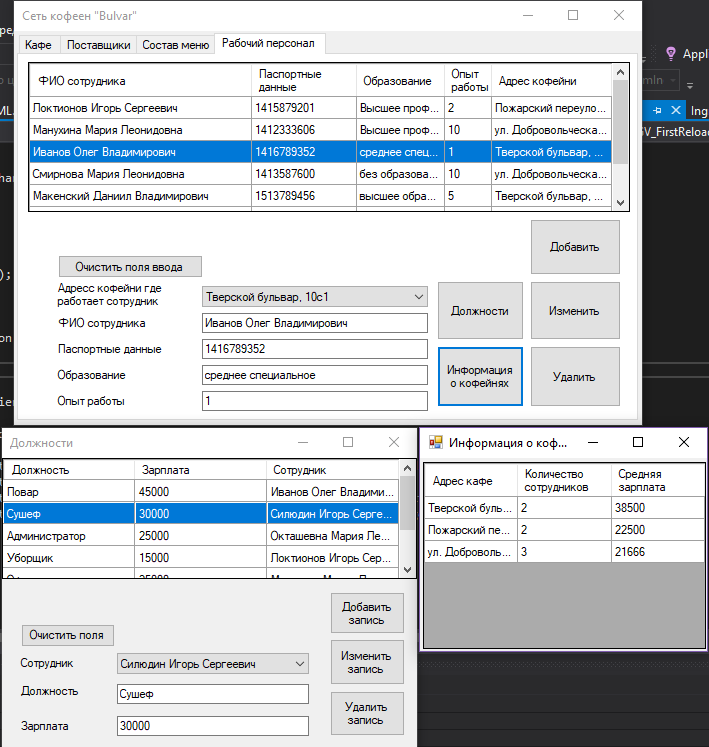 Сеть кофеен "Bulvar"
Кафе Поставщики Состав меню Рабочий персонал
ФИО сотрудника Паспортные данные Образование Опыт работы Адрес кофейни
Локтионов Игорь Сергеевич 1415879201 Высшее проф... 2 Пожарский переуло...
Манухина Мария Леонидовна 1412333606 Высшее проф... 10 ул. Добровольческа...
Иванов Олег Владимирович 1416789352 среднее спец... 1 Тверской бульвар, ...
Смирнова Мария Леонидовна 1413587600 без образова... 10 ул. Добровольческа...
Макенский Даниил Владимирович 1513789456 высшее обра... 5 Тверской бульвар, ...
Добавить
Очистить поля ввода
Адресс кофейни где
работает сотрудник
Тверской бульвар, 10с1
ФИО сотрудника Иванов Олег Владимирович
Паспортные данные 1416789352
Образование среднее специальное
Опыт работы 1
Должности
Изменить
Информация
о кофейнях
Удалить
Должности
Должность Зарплата Сотрудник
Повар 45000 Иванов Олег Владими...
Сушеф 30000 Силюдин Игорь Серге...
Администратор 25000 Окташевна Мария Ле...
Уборщик 15000 Локтионов Игорь Сер...
Добавить
запись
Очистить поля
Сотрудник Силюдин Игорь Сергеевич
Изменить
запись
Должность Сушеф
Удалить
запись
Зарплата 30000
Информация о коф...
Адрес кафе Количество сотрудников Средняя зарплата
Тверской буль... 2 38500
Пожарский пе... 2 22500
ул. Доброволь... 3 21666
Appl
Ing
GV_FirstReload